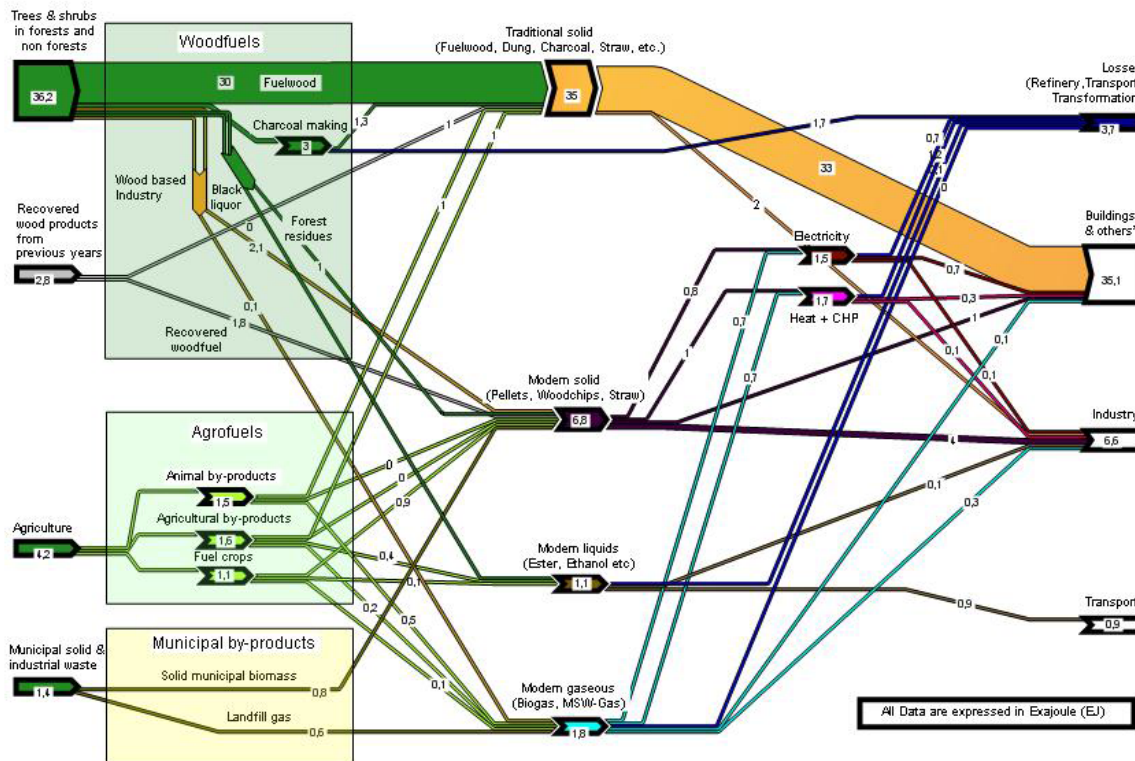 Trees & shrubs
in forests and
non forests
36,2
Woodfuels
30
Fuelwood
Charcoal making
3
1,3
Traditional solid
(Fuelwood, Dung, Charcoal, Straw, etc.)
35
Losse
(Refinery,Transport
Transformation)
3,7
1,7
0,7
1,2
0
33
2
Wood based
Industry
Black
liquor
Forest
residues
0
2,1
1
1
1
1
Recovered
wood products
from
previous years
2,8
0,1
1,8
Recovered
woodfuel
Electricity
1,5
1,7
Heat + CHP
0,8
1
0,7
0,7
0,7
0,3
0,1
0,1
0,1
1
Buildings
& others'
35,1
Modern solid
(Pellets, Woodchips, Straw)
6,8
4
Industry
6,6
Agrofuels
Animal by-products
1,5
Agricultural by-products
1,6
Fuel crops
1,1
Agriculture
4,2
0
0
0,9
0,4
0,1
0,2
0,5
0,1
Modern liquids
(Ester, Ethanol etc)
1,1
0,1
0,3
0,9
Transport
0,9
Municipal solid &
industrial waste
1,4
Municipal by-products
Solid municipal biomass
0,8
Landfill gas
0,6
Modern gaseous
(Biogas, MSW-Gas)
1,8
All Data are expressed in Exajoule (EJ)